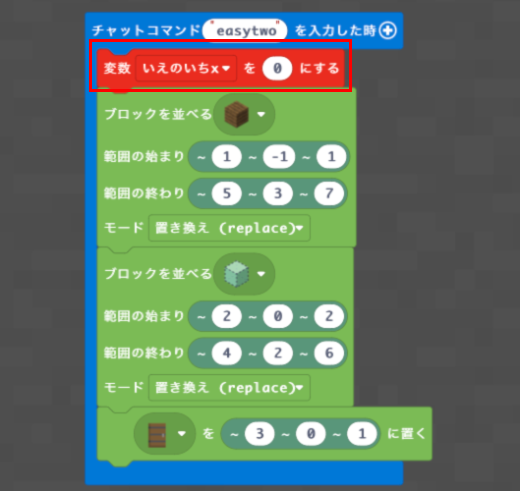 チャットコマンド "easytwo" を入力した時
変数 いえのいちx▾ を 0 にする
ブロックを並べる
範囲の始まり ~ 1 ~ -1 ~ 1
範囲の終わり ~ 5 ~ 3 ~ 7
モード 置き換え (replace)▾
ブロックを並べる
範囲の始まり ~ 2 ~ 0 ~ 2
範囲の終わり ~ 4 ~ 2 ~ 6
モード 置き換え (replace)▾
を ~ 3 ~ 0 ~ 1 に置く